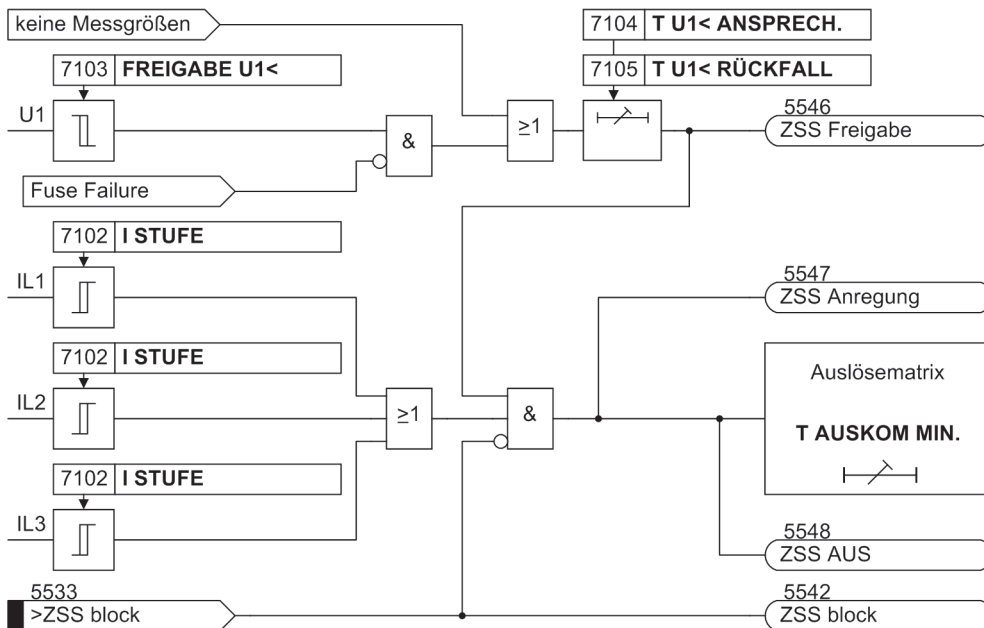 keine Messgrößen
7104 T U1< ANSPRECH.
7103 FREIGABE U1<
7105 T U1< RÜCKFALL
U1
5546
ZSS Freigabe
≥1
&
Fuse Failure
7102 I STUFE
IL1
5547
ZSS Anregung
7102 I STUFE
Auslösematrix
IL2
≥1
&
T AUSKOM MIN.
7102 I STUFE
IL3
5548
ZSS AUS
5533
>ZSS block
5542
ZSS block